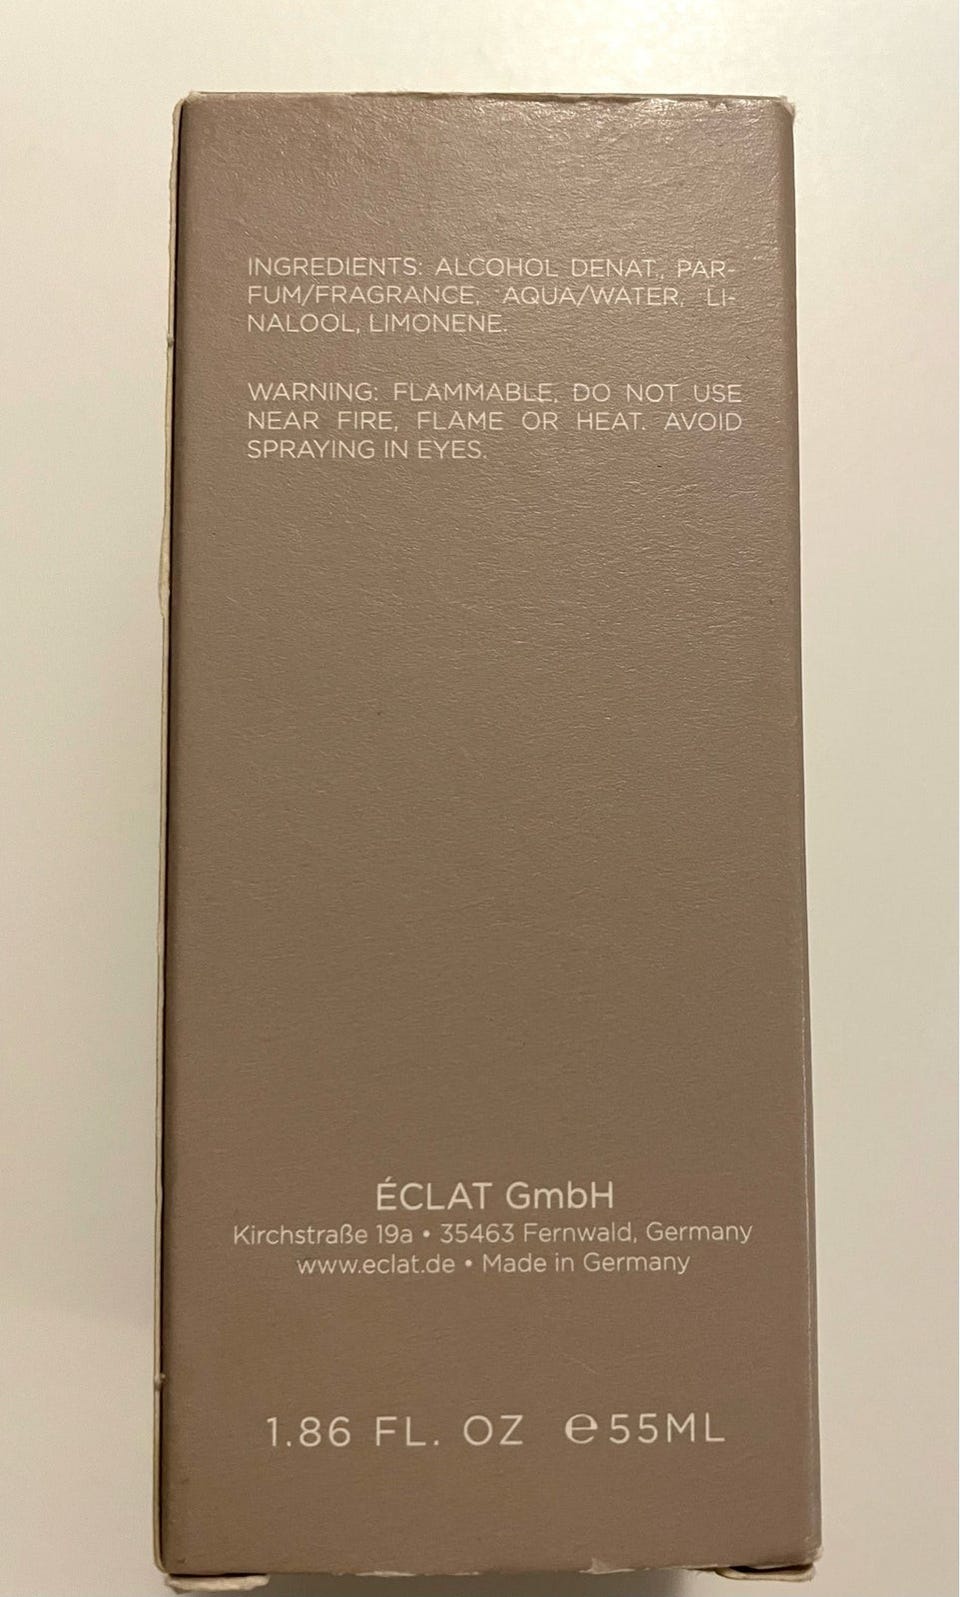 INGREDIENTS: ALCOHOL DENAT., PAR-
FUM/FRAGRANCE, AQUA/WATER, LI-
NALOOL, LIMONENE.
WARNING: FLAMMABLE, DO NOT USE
NEAR FIRE, FLAME OR HEAT. AVOID
SPRAYING IN EYES.
ÉCLAT GmbH
Kirchstraße 19a • 35463 Fernwald, Germany
www.eclat.de • Made in Germany
1.86 FL. OZ ℮55ML